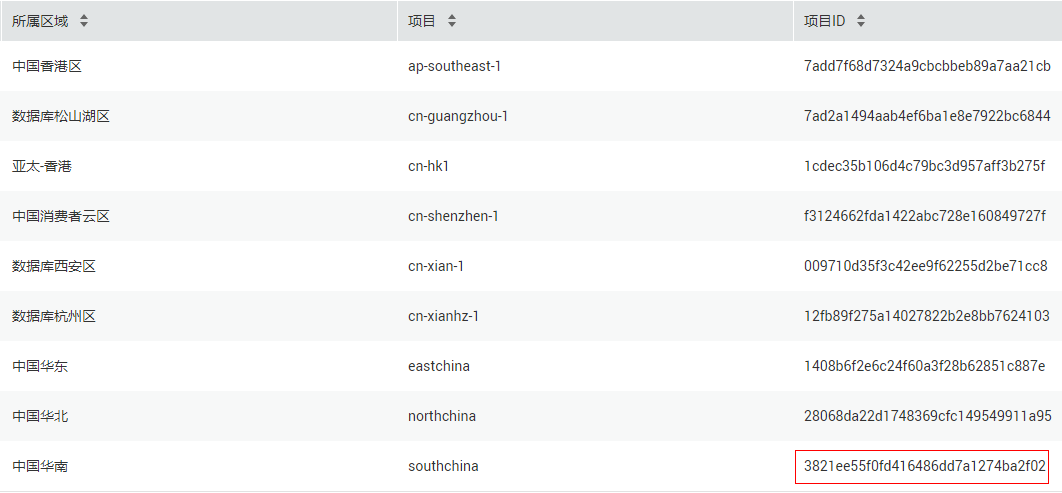 所属区域 项目 项目ID
中国香港区 ap-southeast-1 7add7f68d7324a9cbcbbeb89a7aa21cb
数据库松山湖区 cn-guangzhou-1 7ad2a1494aab4ef6ba1e8e7922bc6844
亚太-香港 cn-hk1 1cdec35b106d4c79bc3d957aff3b275f
中国消费者云区 cn-shenzhen-1 f3124662fda1422abc728e160849727f
数据库西安区 cn-xian-1 009710d35f3c42ee9f62255d2be71cc8
数据库杭州区 cn-xianhz-1 12fb89f275a14027822b2e8bb7624103
中国华东 eastchina 1408b6f2e6c24f60a3f28b62851c887e
中国华北 northchina 28068da22d1748369cfc149549911a95
中国华南 southchina 3821ee55f0fd416486dd7a1274ba2f02